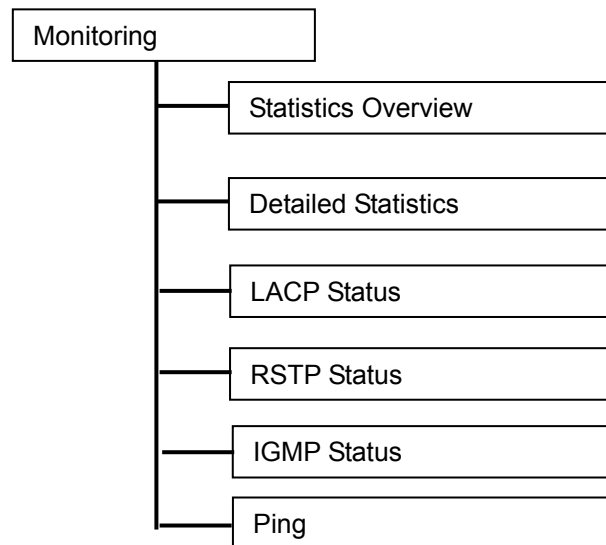 Monitoring
Statistics Overview
Detailed Statistics
LACP Status
RSTP Status
IGMP Status
Ping